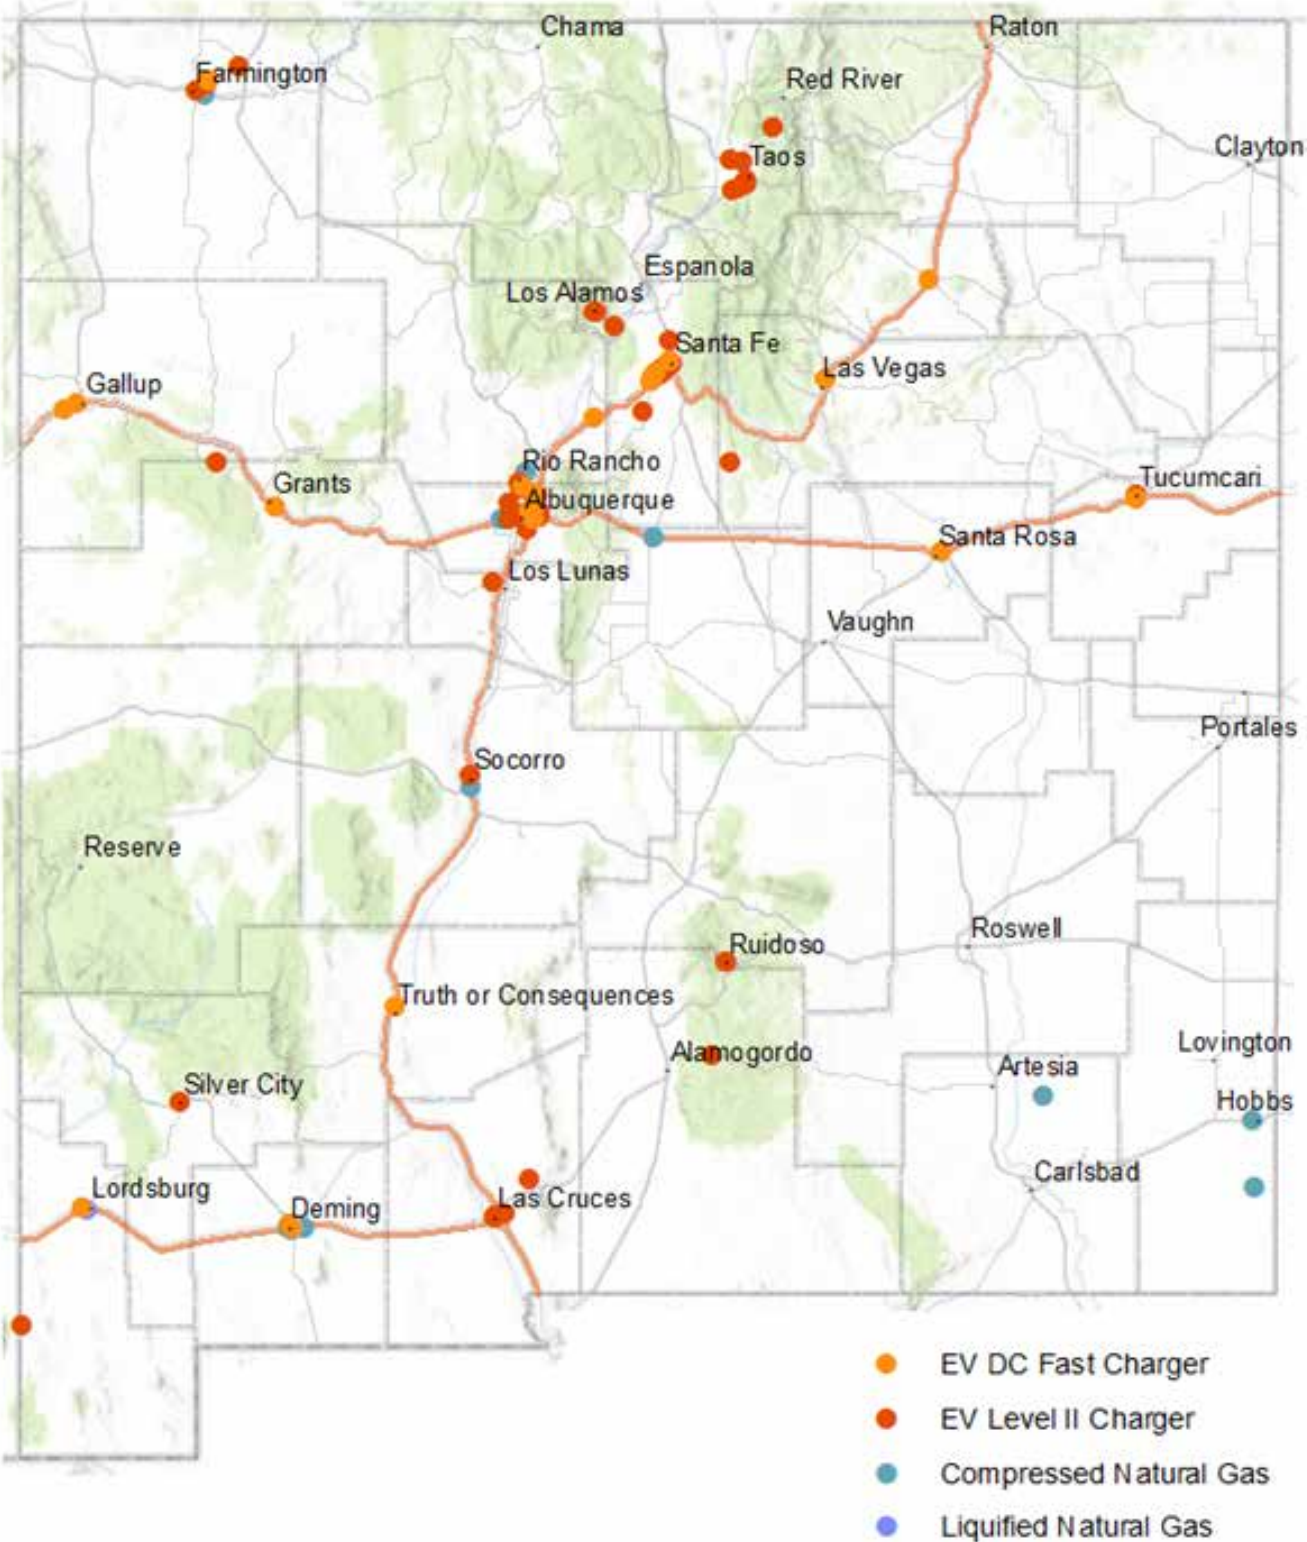 Chama
Raton
Farmington
Red River
Clayton
Taos
Espanola
Los Alamos
Santa Fe
Las Vegas
Gallup
Rio Rancho
Tucumcari
Grants
Albuquerque
Santa Rosa
Los Lunas
Vaughn
Portales
Socorro
Reserve
Roswell
Ruidoso
Truth or Consequences
Lovington
Alamogordo
Artesia
Silver City
Hobbs
Carlsbad
Lordsburg
Las Cruces
Deming
EV DC Fast Charger
EV Level II Charger
Compressed Natural Gas
Liquified Natural Gas